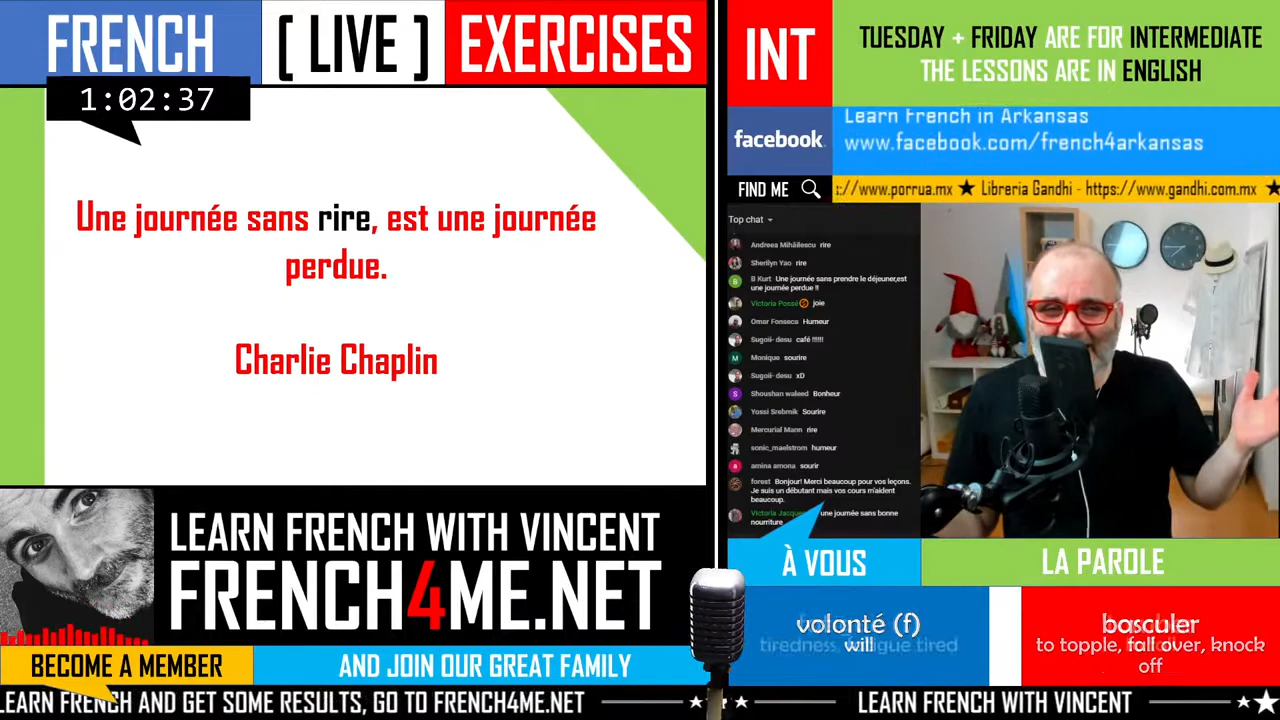 FRENCH [ LIVE ] EXERCISES
1:02:37
Une journée sans rire, est une journée
perdue.
Charlie Chaplin
LEARN FRENCH WITH VINCENT
FRENCH4ME.NET
BECOME A MEMBER
AND JOIN OUR GREAT FAMILY
LEARN FRENCH AND GET SOME RESULTS, GO TO FRENCH4ME.NET
INT
TUESDAY + FRIDAY ARE FOR INTERMEDIATE
THE LESSONS ARE IN ENGLISH
facebook.
Learn French in Arkansas
www.facebook.com/french4arkansas
FIND ME
://www.porrua.mx ★ Libreria Gandhi - https://www.gandhi.com.mx ★
Top chat
Andreea Mihăilescu rire
Sherilyn Yao rire
B Kurt Une journée sans prendre le déjeuner,est
une journée perdue !!
Victoria Possé joie
Omar Fonseca Humeur
Sugoii- desu café !!!!!!
M Monique sourire
Sugoii- desu xD
S Shoushan waleed Bonheur
Yossi Srebrnik Sourire
Mercurial Mann rire
sonic_maelstrom humeur
a amina amona sourir
forest Bonjour! Merci beaucoup pour vos leçons.
Je suis un débutant mais vos cours m'aident
beaucoup.
Victoria une journée sans bonne
nourriture
À VOUS
LA PAROLE
volonté (f)
will
tiredness, fatigue tired
basculer
to topple, fall over, knock
off
LEARN FRENCH WITH VINCENT